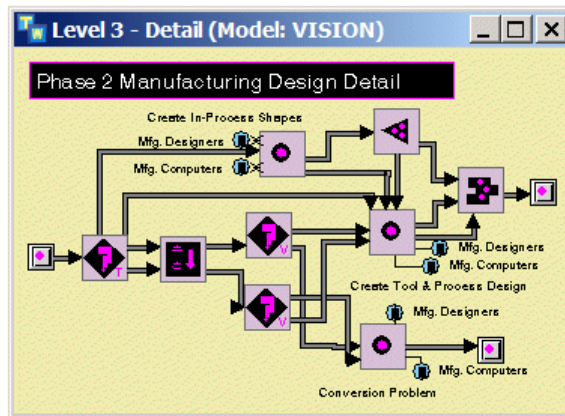 TW Level 3 - Detail (Model: VISION)
Phase 2 Manufacturing Design Detail
Create In-Process Shapes
Mfg. Designers
Mfg. Computers
T
V
V
Mfg. Designers
Mfg. Computers
Create Tool & Process Design
Mfg. Designers
Mfg. Computers
Conversion Problem